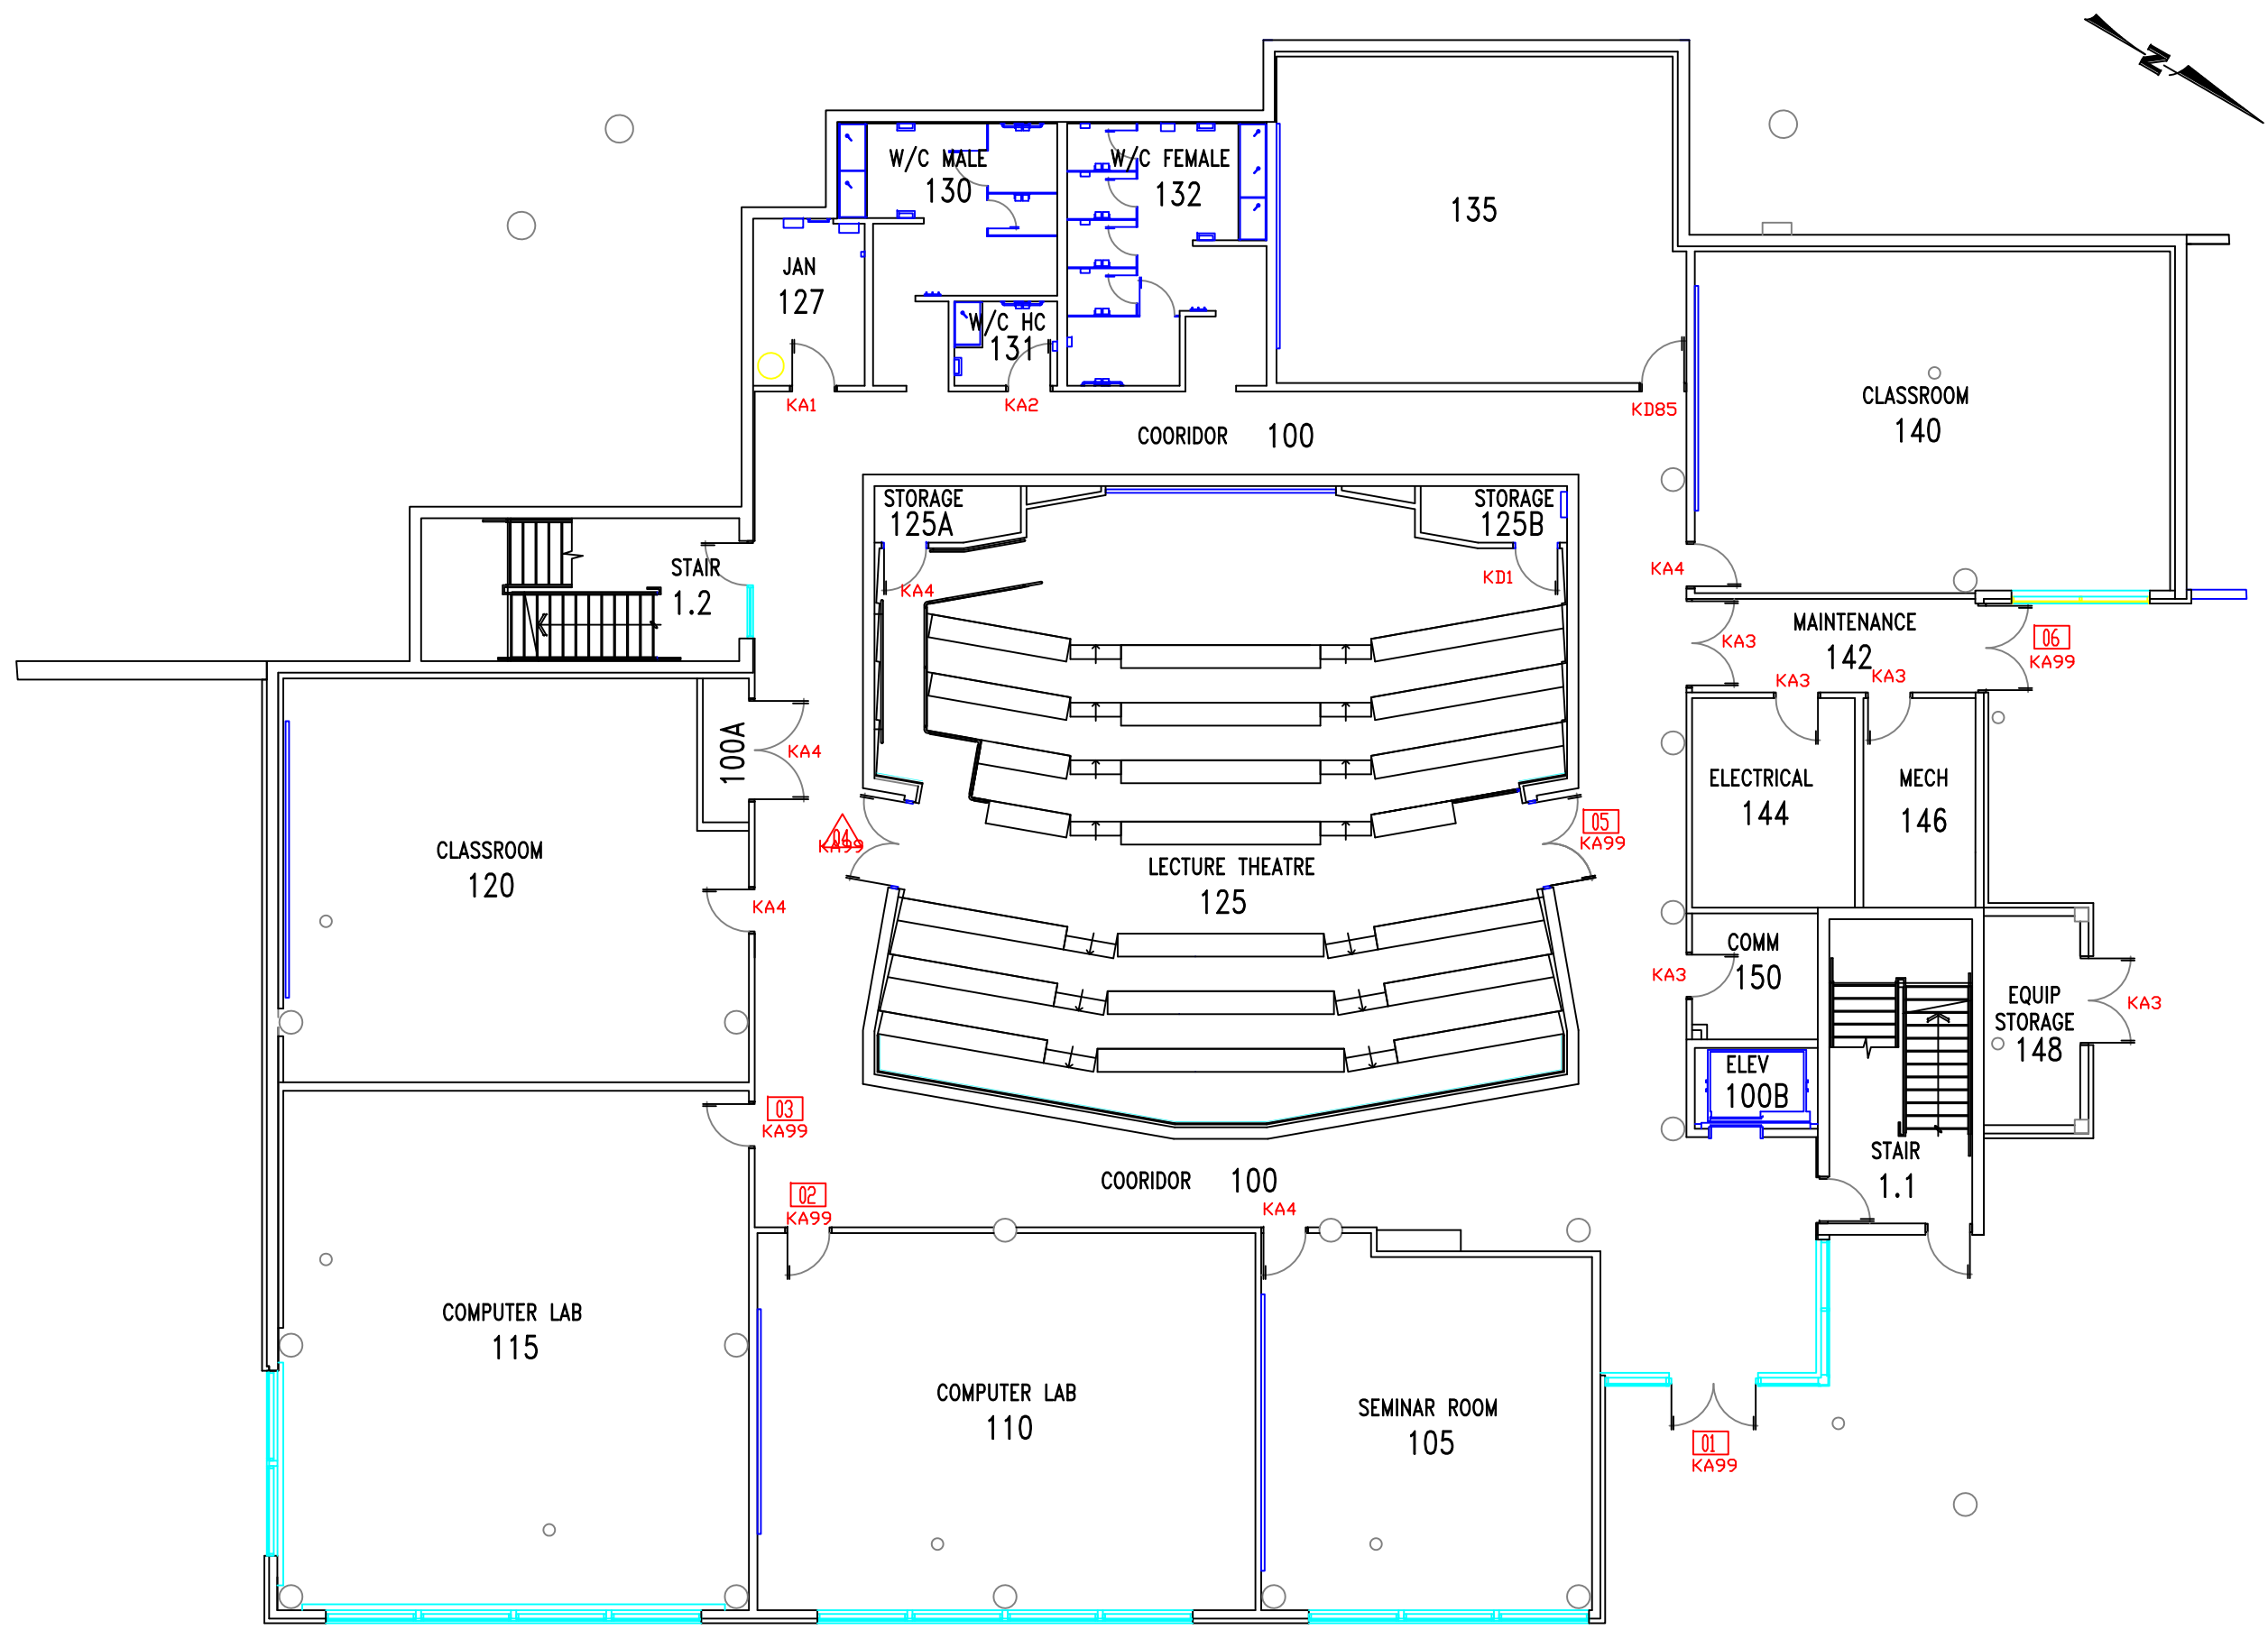 N
W/C MALE
130
W/C FEMALE
132
135
JAN
127
W/C HC
131
KA1
KA2
KD85
CLASSROOM
140
COORIDOR 100
STORAGE
125A
STORAGE
125B
STAIR
1.2
KA4
KD1
KA4
MAINTENANCE
142
KA3
06
KA99
KA3
KA3
100A
KA4
ELECTRICAL
144
MECH
146
04
KA99
05
KA99
CLASSROOM
120
LECTURE THEATRE
125
KA4
COMM
150
KA3
EQUIP
STORAGE
148
KA3
ELEV
100B
03
KA99
STAIR
1.1
COORIDOR 100
02
KA99
KA4
COMPUTER LAB
115
COMPUTER LAB
110
SEMINAR ROOM
105
01
KA99